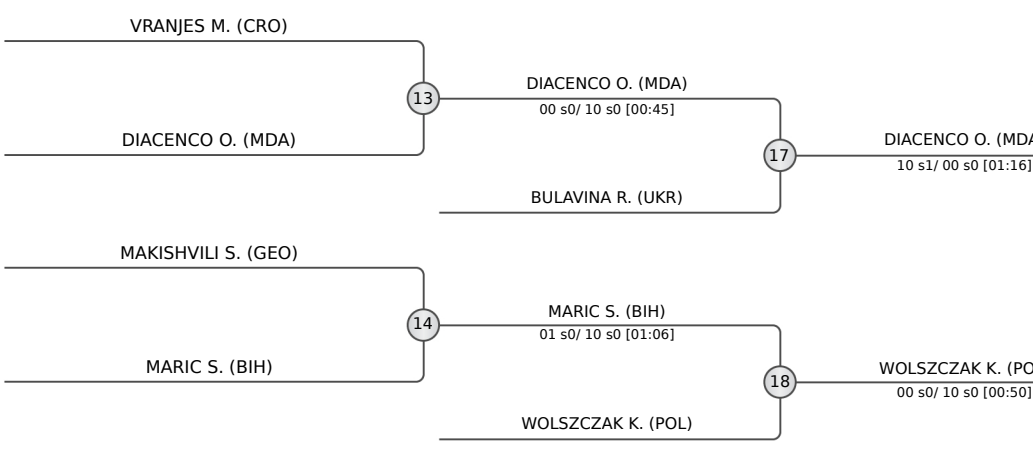 VRANJES M. (CRO)
13
DIACENCO O. (MDA)
00 s0/ 10 s0 [00:45]
DIACENCO O. (MDA)
17
DIACENCO O. (MDA
10 s1/ 00 s0 [01:16]
BULAVINA R. (UKR)
MAKISHVILI S. (GEO)
14
MARIC S. (BIH)
01 s0/ 10 s0 [01:06]
MARIC S. (BIH)
18
WOLSZCZAK K. (PO
00 s0/ 10 s0 [00:50]
WOLSZCZAK K. (POL)